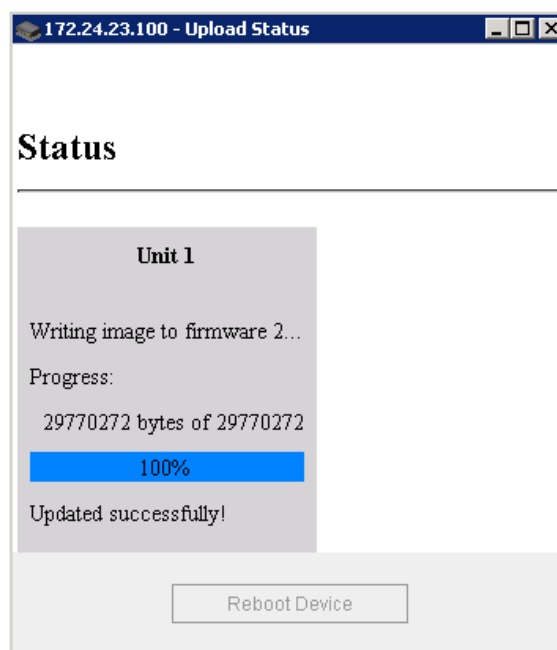 172.24.23.100 - Upload Status
Status
Unit 1
Writing image to firmware 2...
Progress:
29770272 bytes of 29770272
100%
Updated successfully!
Reboot Device